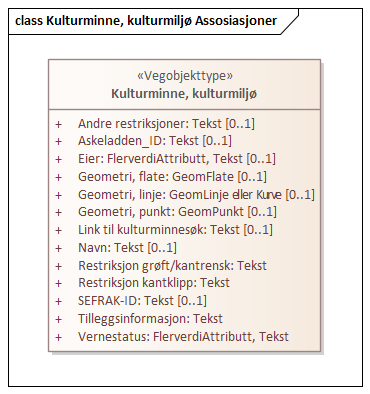 class Kulturminne, kulturmiljø Assosiasjoner
«Vegobjekttype»
Kulturminne, kulturmiljø
+ Andre restriksjoner: Tekst [0..1]
+ Askeladden_ID: Tekst [0..1]
+ Eier: FlerverdiAttributt, Tekst [0..1]
+ Geometri, flate: GeomFlate [0..1]
+ Geometri, linje: GeomLinje eller Kurve [0..1]
+ Geometri, punkt: GeomPunkt [0..1]
+ Link til kulturminnesøk: Tekst [0..1]
+ Navn: Tekst [0..1]
+ Restriksjon grøft/kantrensk: Tekst
+ Restriksjon kantklipp: Tekst
+ SEFRAK-ID: Tekst [0..1]
+ Tilleggsinformasjon: Tekst
+ Vernestatus: FlerverdiAttributt, Tekst